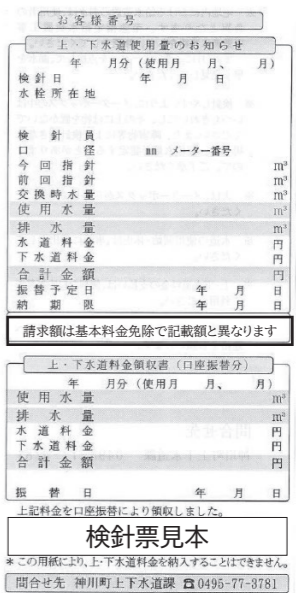 お客様番号
上・下水道使用量のお知らせ
年 月分(使用月 月、 月)
検針日 年 月 日
水栓所在地
検針員
口径 ㎜ メーター番号
今回指針 m³
前回指針 m³
交換時水量 m³
使用水量 m³
排水量 m³
水道料金 円
下水道料金 円
合計金額 円
振替予定日 年 月 日
納期限 年 月 日
請求額は基本料金免除で記載額と異なります
上・下水道料金領収書(口座振替分)
年 月分(使用月 月、 月)
使用水量 m³
排水量 m³
水道料金 円
下水道料金 円
合計金額 円
振替日 年 月 日
上記料金を口座振替により領収しました。
検針票見本
*この用紙により、上・下水道料金を納入することはできません。
問合せ先 神川町上下水道課 ☎0495-77-3781